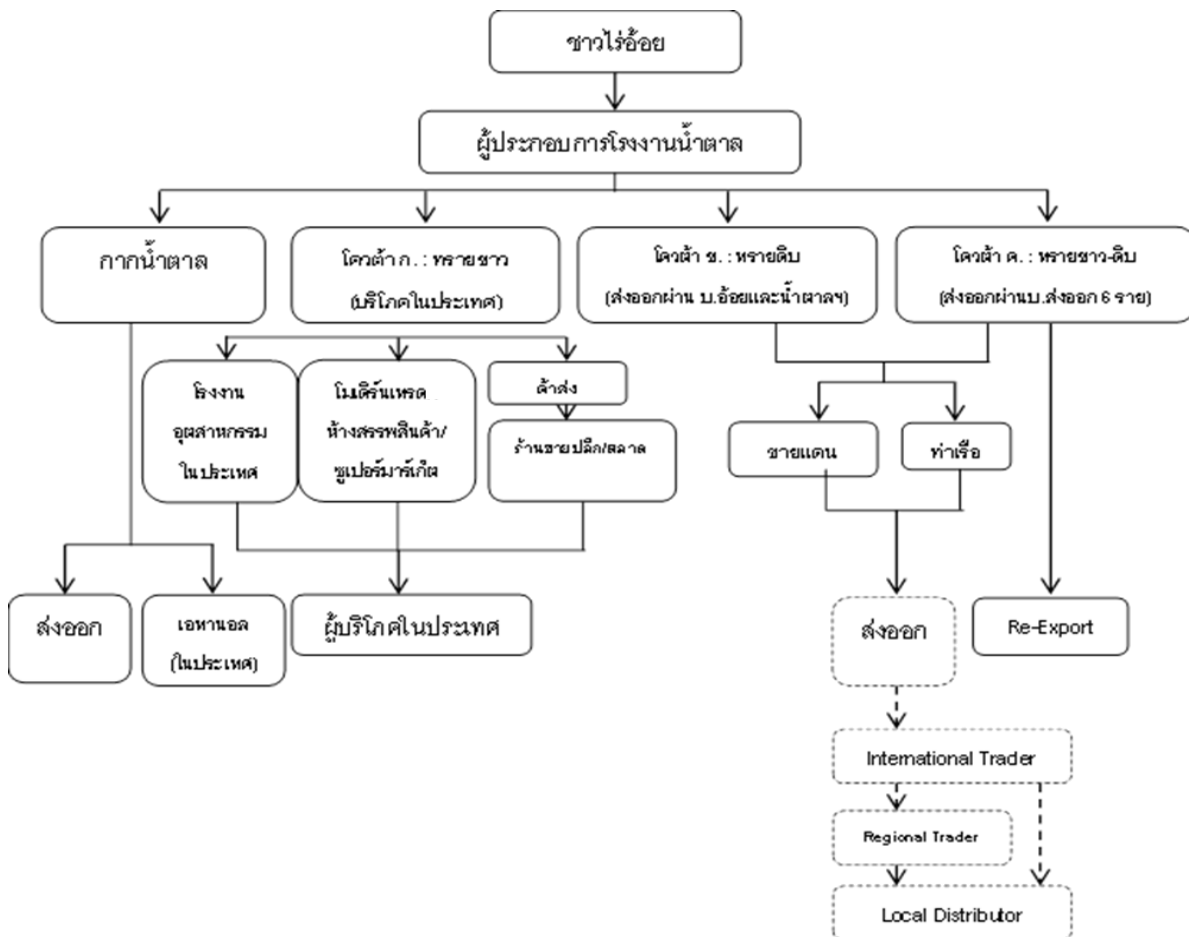 ชาวไร่อ้อย
ผู้ประกอบการโรงงานน้ำตาล
กากน้ำตาล
โควต้า ก. : ทรายขาว
(บริโภคในประเทศ)
โควต้า ข. : ทรายดิบ
(ส่งออกผ่าน บ.อ้อยและน้ำตาลฯ)
โควต้า ค. : ทรายขาว-ดิบ
(ส่งออกผ่านบ.ส่งออก 6 ราย)
โรงงาน
อุตสาหกรรม
ในประเทศ
โมเดิร์นเทรด
ห้างสรรพสินค้า/
ซูเปอร์มาร์เก็ต
ค้าส่ง
ร้านขายปลีก/ตลาด
ชายแดน
ท่าเรือ
ส่งออก
เอทานอล
(ในประเทศ)
ผู้บริโภคในประเทศ
ส่งออก
Re-Export
International Trader
Regional Trader
Local Distributor